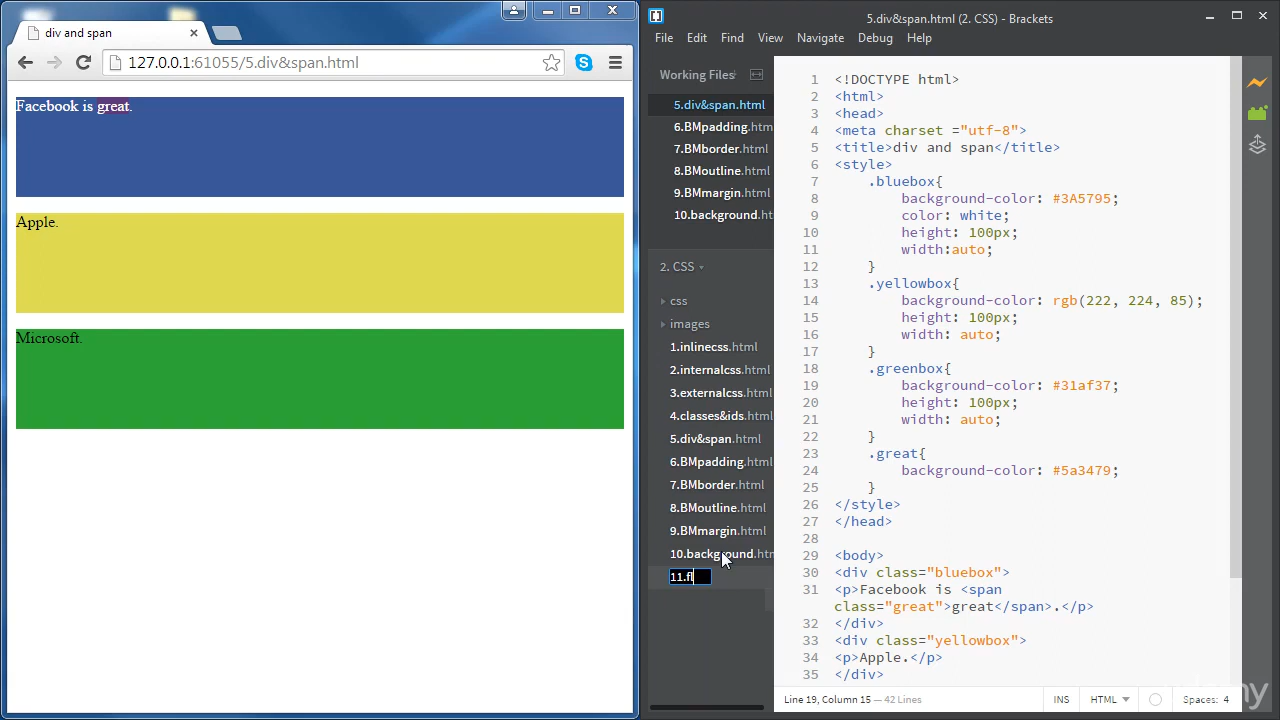 div and span
127.0.0.1:61055/5.div&span.html
Facebook is great.
Apple.
Microsoft.
5.div&span.html (2. CSS) - Brackets
File Edit Find View Navigate Debug Help
Working Files
5.div&span.html
6.BMpadding.htm
7.BMborder.html
8.BMoutline.html
9.BMmargin.html
10.background.ht
2. CSS
css
images
1.inlinecss.html
2.internalcss.html
3.externalcss.html
4.classes&ids.html
5.div&span.html
6.BMpadding.html
7.BMborder.html
8.BMoutline.html
9.BMmargin.html
10.background.htm
11.fl
1 <!DOCTYPE html>
2 <html>
3 <head>
4 <meta charset ="utf-8">
5 <title>div and span</title>
6 <style>
7 .bluebox{
8 background-color: #3A5795;
9 color: white;
10 height: 100px;
11 width:auto;
12 }
13 .yellowbox{
14 background-color: rgb(222, 224, 85);
15 height: 100px;
16 width: auto;
17 }
18 .greenbox{
19 background-color: #31af37;
20 height: 100px;
21 width: auto;
22 }
23 .great{
24 background-color: #5a3479;
25 }
26 </style>
27 </head>
28
29 <body>
30 <div class="bluebox">
31 <p>Facebook is <span
class="great">great</span>.</p>
32 </div>
33 <div class="yellowbox">
34 <p>Apple.</p>
35 </div>
Line 19, Column 15 — 42 Lines
INS HTML Spaces: 4